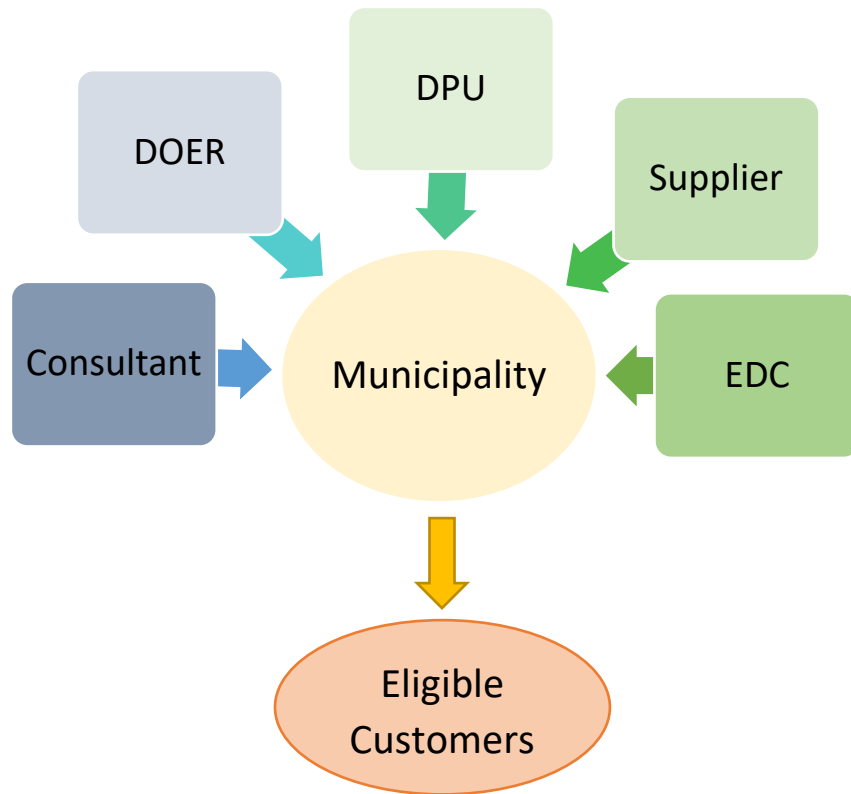 DPU
DOER
Supplier
Consultant
Municipality
EDC
Eligible
Customers